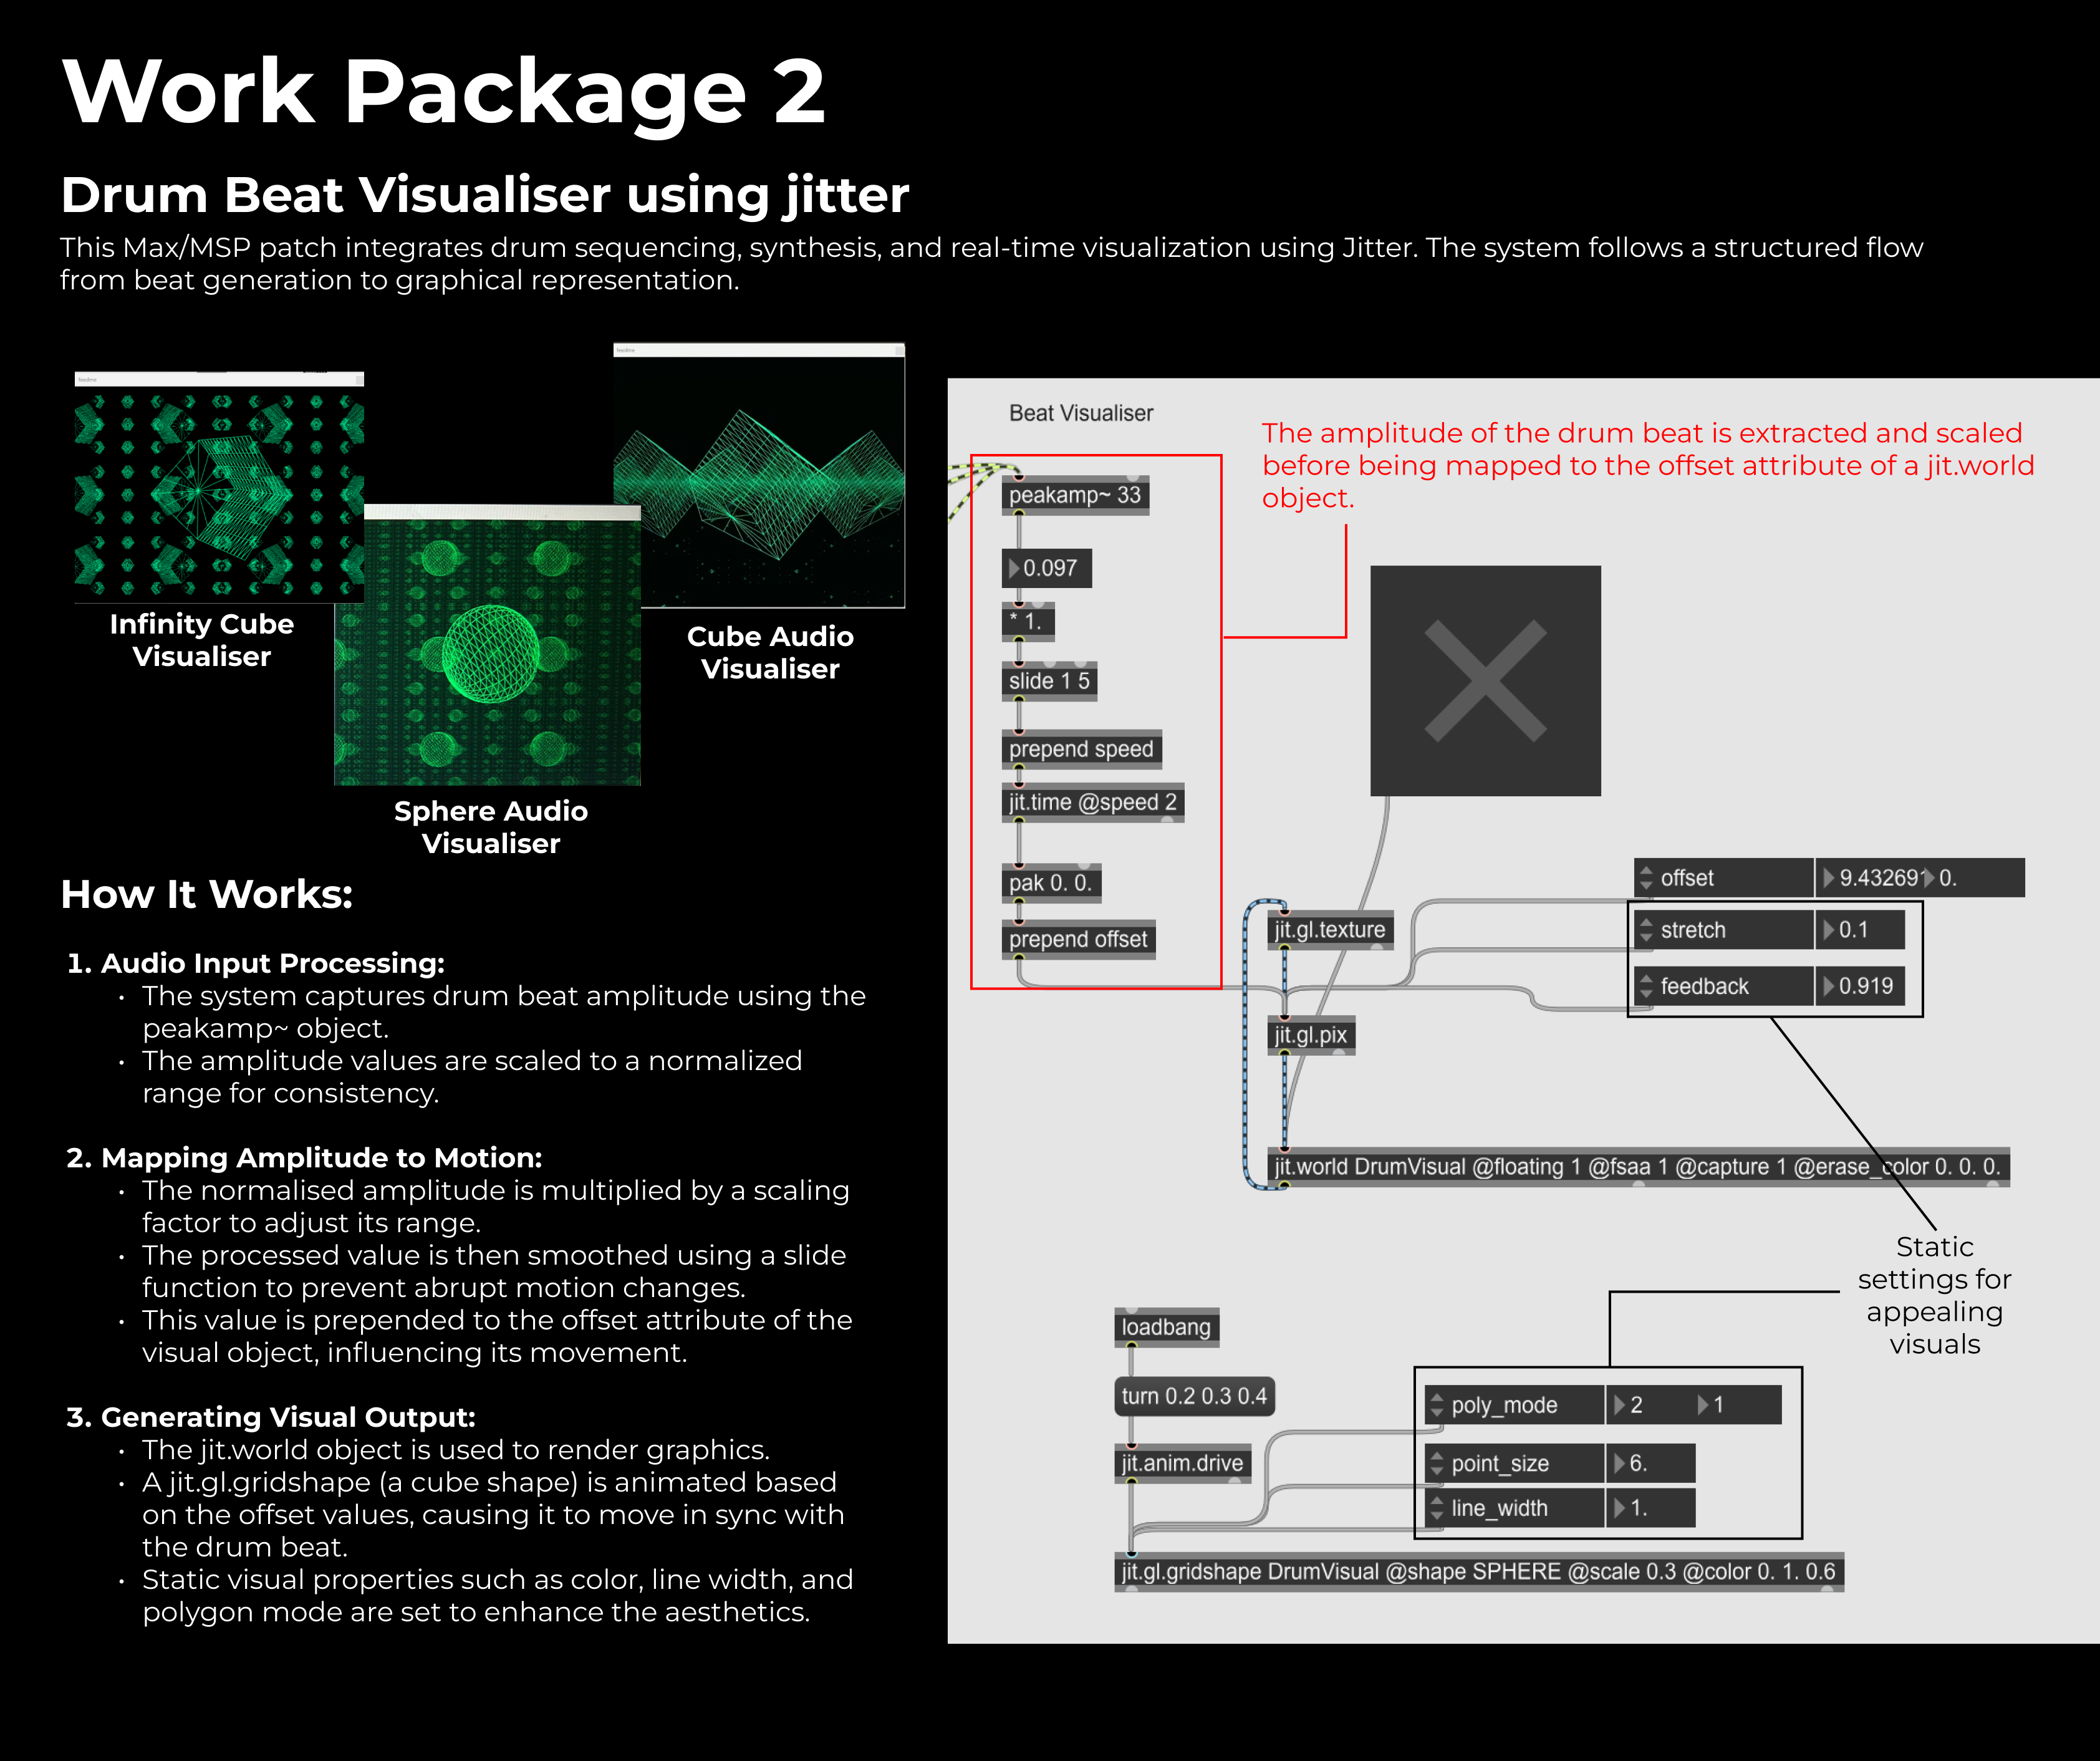 Work Package 2
Drum Beat Visualiser using jitter
This Max/MSP patch integrates drum sequencing, synthesis, and real-time visualization using Jitter. The system follows a structured flow
from beat generation to graphical representation.
feedme
feedme
Infinity Cube
Visualiser
Cube Audio
Visualiser
Sphere Audio
Visualiser
How It Works:
1. Audio Input Processing:
• The system captures drum beat amplitude using the
peakamp~ object.
• The amplitude values are scaled to a normalized
range for consistency.
2. Mapping Amplitude to Motion:
• The normalised amplitude is multiplied by a scaling
factor to adjust its range.
• The processed value is then smoothed using a slide
function to prevent abrupt motion changes.
• This value is prepended to the offset attribute of the
visual object, influencing its movement.
3. Generating Visual Output:
• The jit.world object is used to render graphics.
• A jit.gl.gridshape (a cube shape) is animated based
on the offset values, causing it to move in sync with
the drum beat.
• Static visual properties such as color, line width, and
polygon mode are set to enhance the aesthetics.
Beat Visualiser
The amplitude of the drum beat is extracted and scaled
before being mapped to the offset attribute of a jit.world
object.
peakamp~ 33
0.097
* 1.
slide 1 5
prepend speed
jit.time @speed 2
pak 0. 0.
prepend offset
offset 9.432691 0.
stretch 0.1
feedback 0.919
jit.gl.texture
jit.gl.pix
jit.world DrumVisual @floating 1 @fsaa 1 @capture 1 @erase_color 0. 0. 0.
Static
settings for
appealing
visuals
loadbang
turn 0.2 0.3 0.4
jit.anim.drive
poly_mode 2 1
point_size 6.
line_width 1.
jit.gl.gridshape DrumVisual @shape SPHERE @scale 0.3 @color 0. 1. 0.6